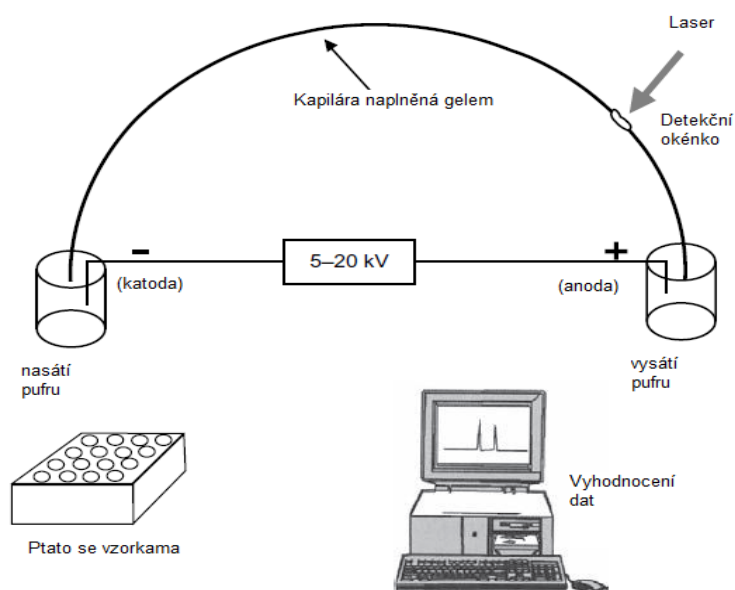 Laser
Kapilára naplněná gelem
Detekční
okénko
–
+
5–20 kV
(katoda)
(anoda)
nasátí
pufru
vysátí
pufru
Vyhodnocení
dat
Ptato se vzorkama